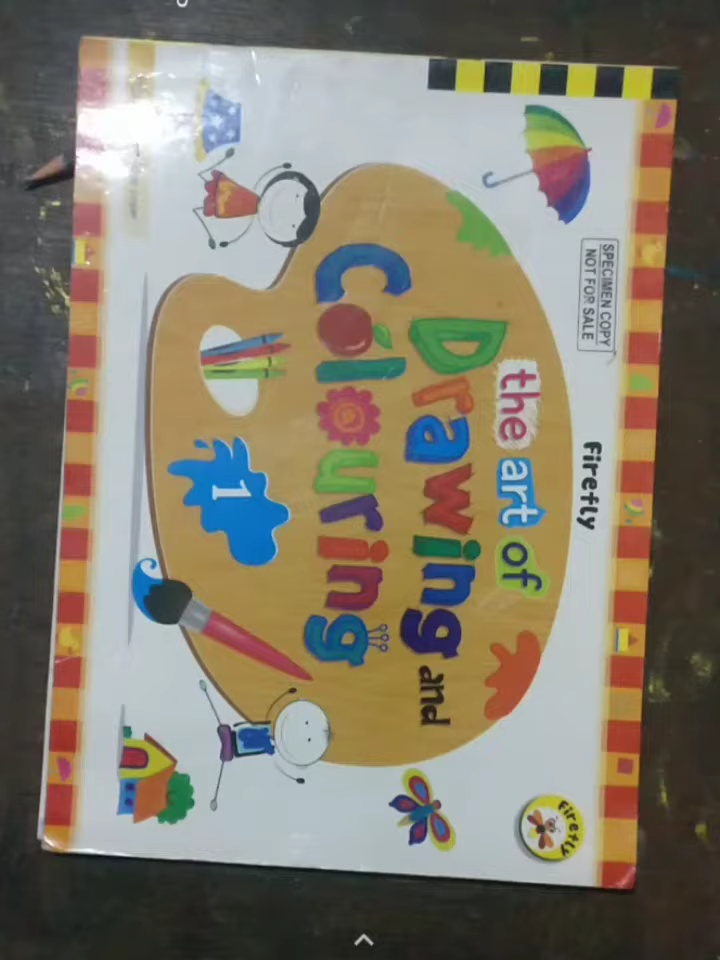 firefly
SPECIMEN COPY
NOT FOR SALE
the art of
Drawing and
Colouring
1
firefly